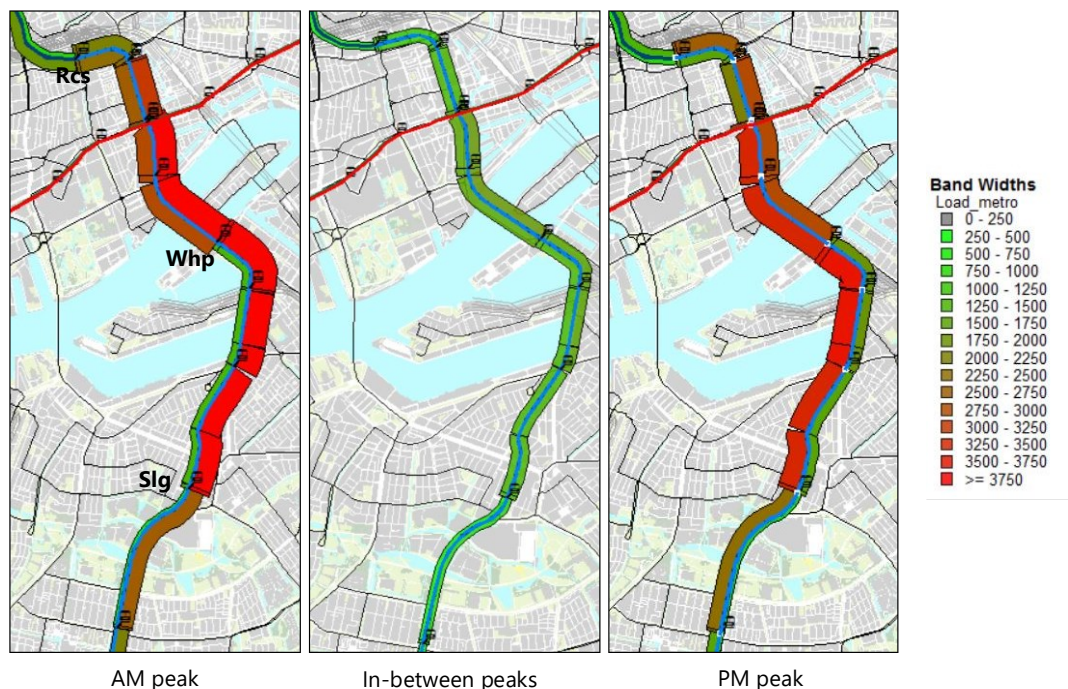 Rcs
Whp
Slg
Band Widths
Load_metro
0 - 250
250 - 500
500 - 750
750 - 1000
1000 - 1250
1250 - 1500
1500 - 1750
1750 - 2000
2000 - 2250
2250 - 2500
2500 - 2750
2750 - 3000
3000 - 3250
3250 - 3500
3500 - 3750
>= 3750
AM peak
In-between peaks
PM peak